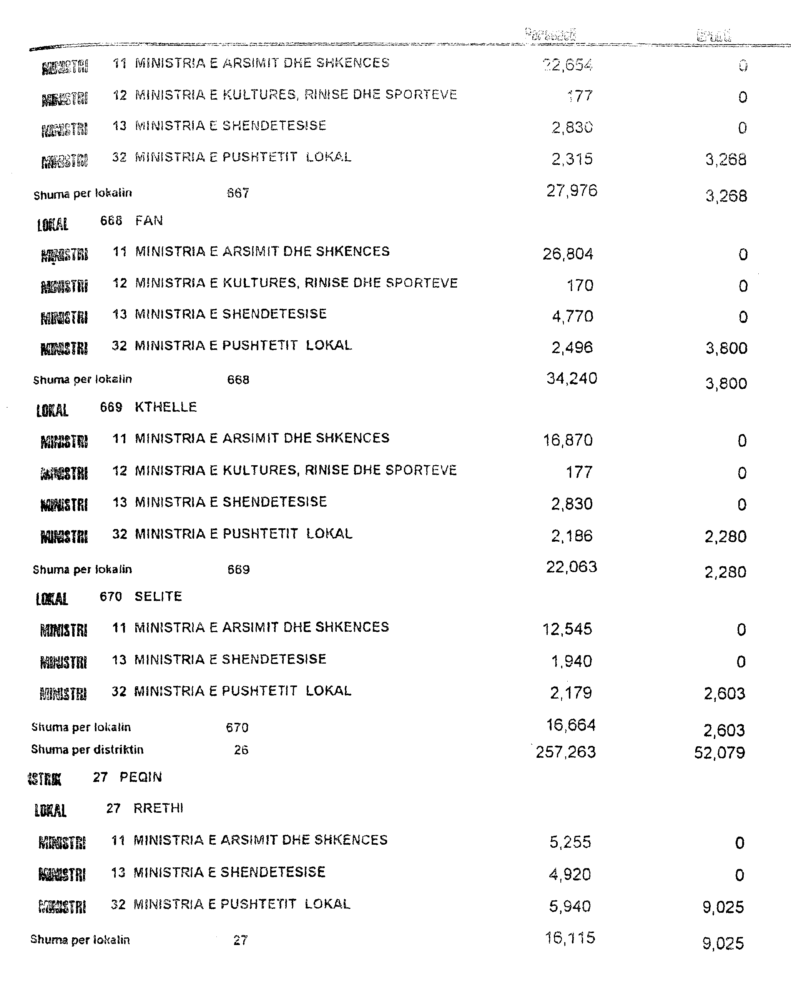 MINISTRI 11 MINISTRIA E ARSIMIT DHE SHKENCES 22,654 0
MINISTRI 12 MINISTRIA E KULTURES, RINISE DHE SPORTEVE 177 0
MINISTRI 13 MINISTRIA E SHENDETESISE 2,830 0
MINISTRI 32 MINISTRIA E PUSHTETIT LOKAL 2,315 3,268
Shuma per lokalin 667 27,976 3,268
LOKAL 668 FAN
MINISTRI 11 MINISTRIA E ARSIMIT DHE SHKENCES 26,804 0
MINISTRI 12 MINISTRIA E KULTURES, RINISE DHE SPORTEVE 170 0
MINISTRI 13 MINISTRIA E SHENDETESISE 4,770 0
MINISTRI 32 MINISTRIA E PUSHTETIT LOKAL 2,496 3,800
Shuma per lokalin 668 34,240 3,800
LOKAL 669 KTHELLE
MINISTRI 11 MINISTRIA E ARSIMIT DHE SHKENCES 16,870 0
MINISTRI 12 MINISTRIA E KULTURES, RINISE DHE SPORTEVE 177 0
MINISTRI 13 MINISTRIA E SHENDETESISE 2,830 0
MINISTRI 32 MINISTRIA E PUSHTETIT LOKAL 2,186 2,280
Shuma per lokalin 669 22,063 2,280
LOKAL 670 SELITE
MINISTRI 11 MINISTRIA E ARSIMIT DHE SHKENCES 12,545 0
MINISTRI 13 MINISTRIA E SHENDETESISE 1,940 0
MINISTRI 32 MINISTRIA E PUSHTETIT LOKAL 2,179 2,603
Shuma per lokalin 670 16,664 2,603
Shuma per distriktin 26 257,263 52,079
ISTRIK 27 PEQIN
LOKAL 27 RRETHI
MINISTRI 11 MINISTRIA E ARSIMIT DHE SHKENCES 5,255 0
MINISTRI 13 MINISTRIA E SHENDETESISE 4,920 0
MINISTRI 32 MINISTRIA E PUSHTETIT LOKAL 5,940 9,025
Shuma per lokalin 27 16,115 9,025